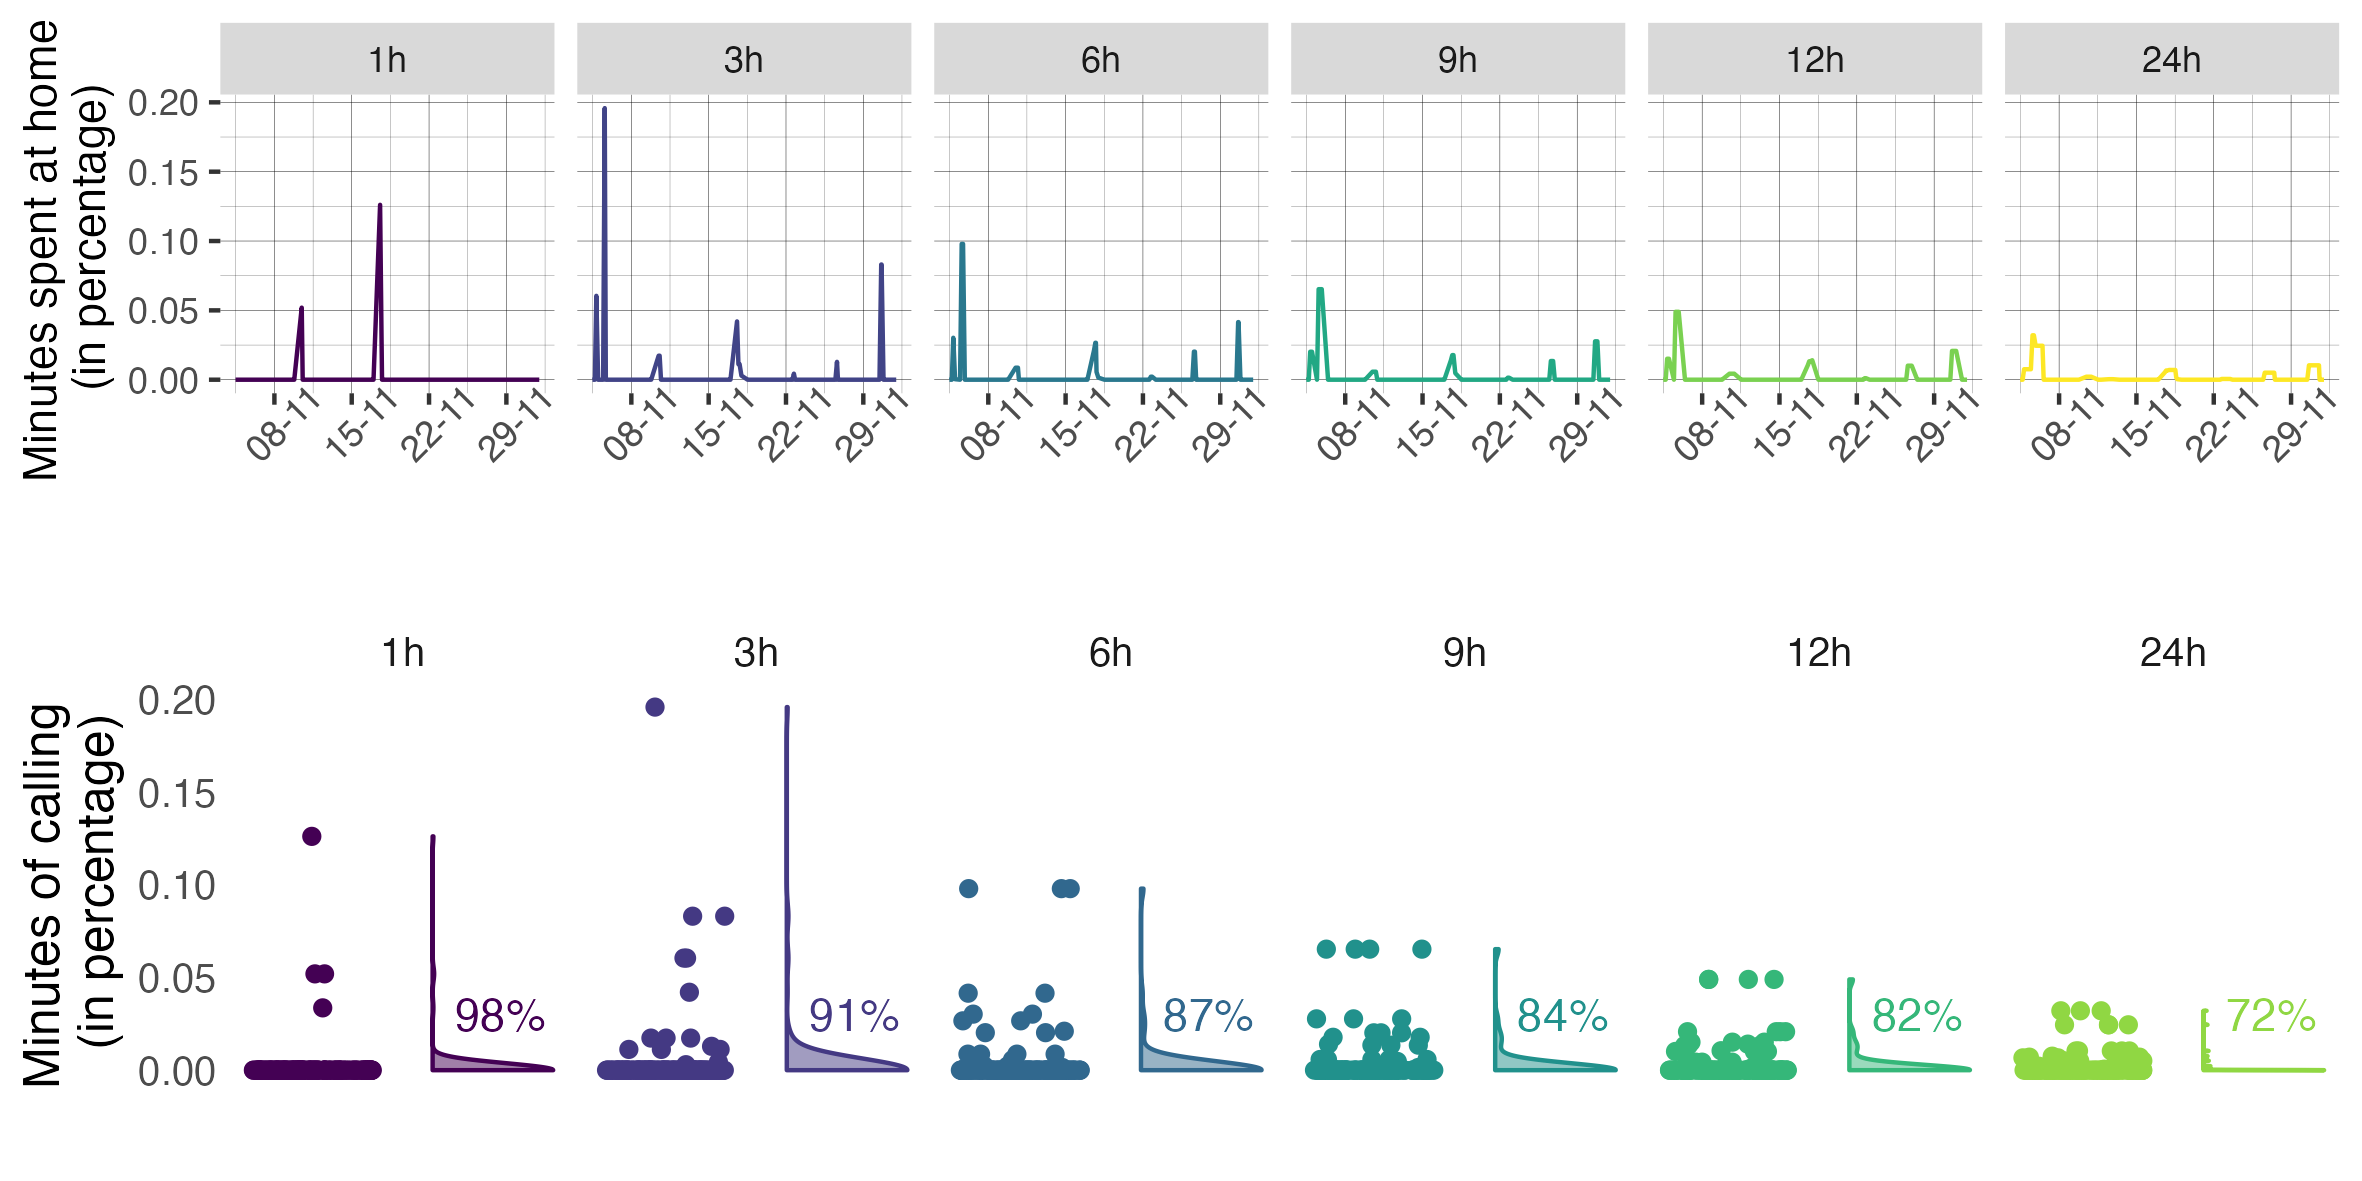 1h 3h 6h 9h 12h 24h
Minutes spent at home
(in percentage)
0.20
0.15
0.10
0.05
0.00
08-11 15-11 22-11 29-11 08-11 15-11 22-11 29-11 08-11 15-11 22-11 29-11 08-11 15-11 22-11 29-11 08-11 15-11 22-11 29-11 08-11 15-11 22-11 29-11
1h 3h 6h 9h 12h 24h
Minutes of calling
(in percentage)
0.20
0.15
0.10
0.05
0.00
98% 91% 87% 84% 82% 72%